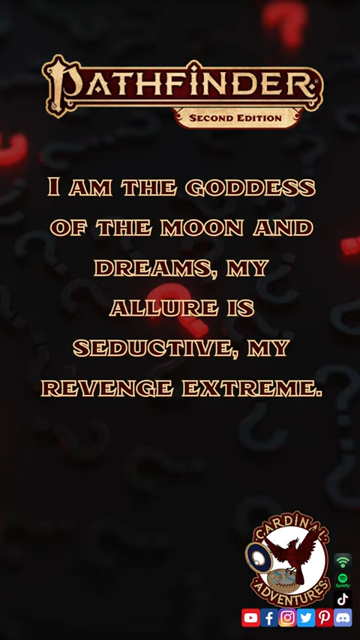 PATHFINDER
SECOND EDITION
I AM THE GODDESS
OF THE MOON AND
DREAMS, MY
ALLURE IS
SEDUCTIVE, MY
REVENGE EXTREME.
CARDINAL
ADVENTURES
Spotify